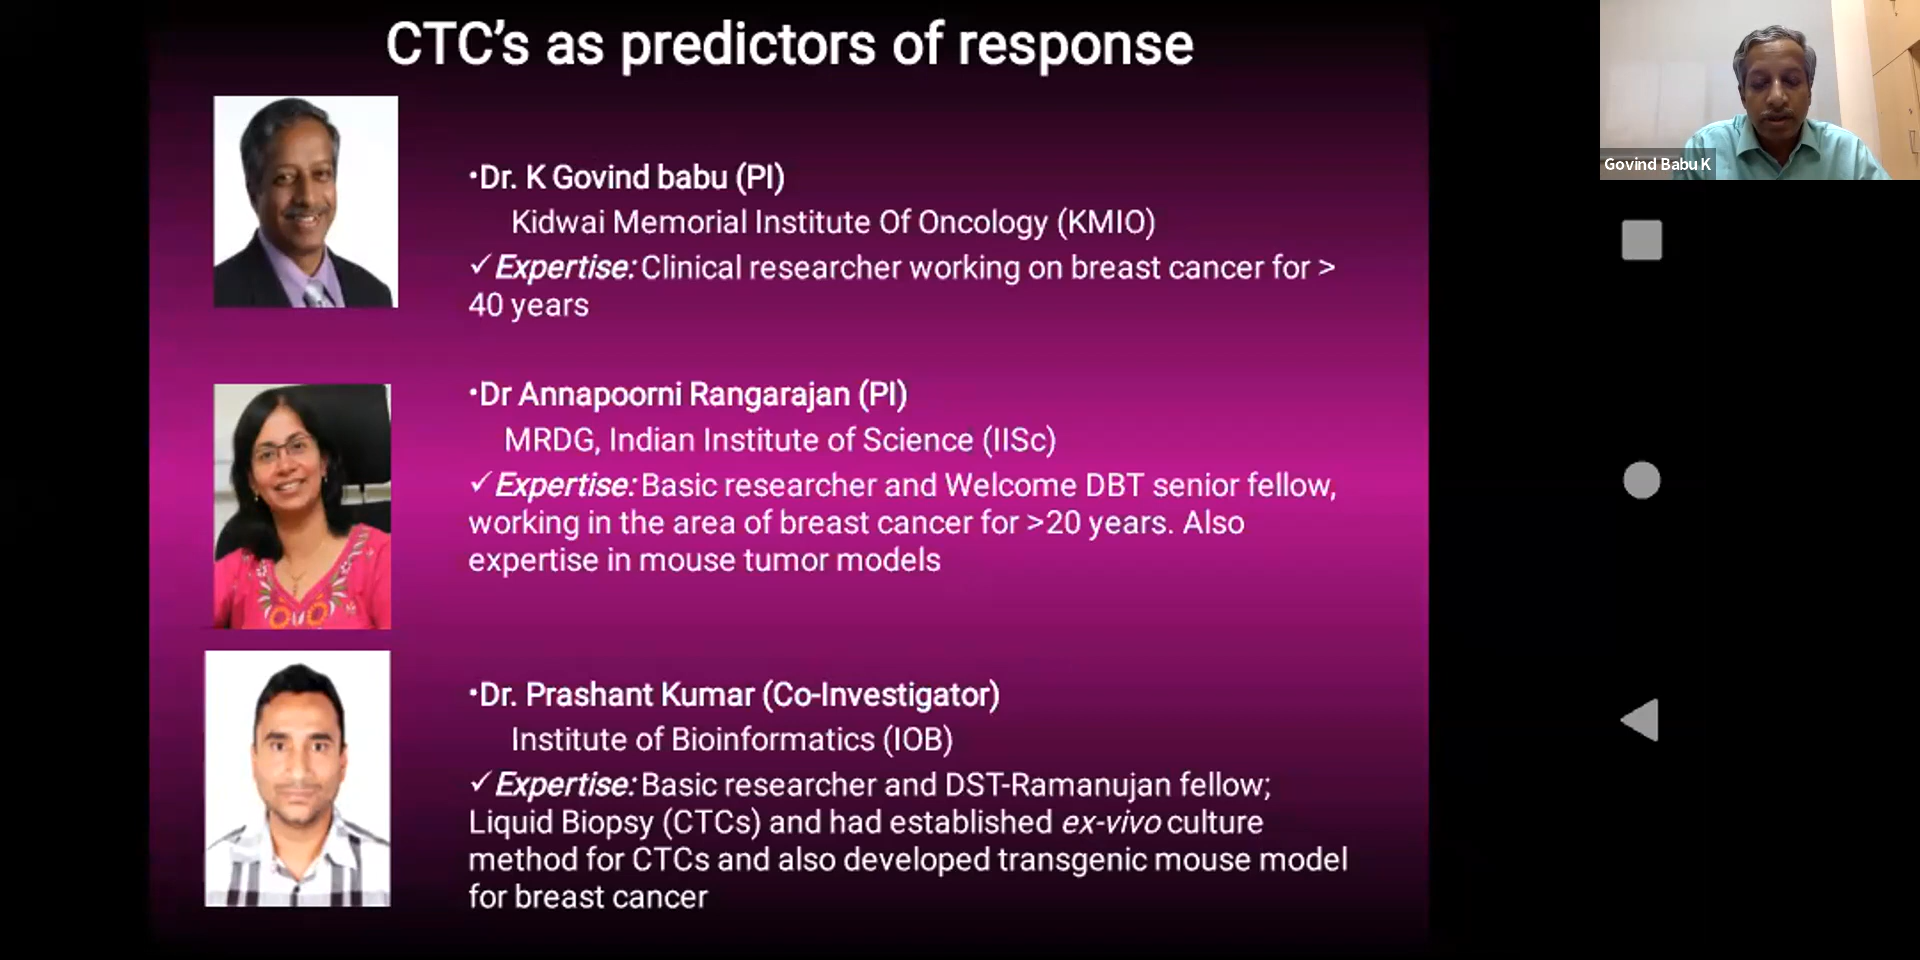 CTC's as predictors of response
•Dr. K Govind babu (PI)
Kidwai Memorial Institute Of Oncology (KMIO)
✓Expertise: Clinical researcher working on breast cancer for >
40 years
•Dr Annapoorni Rangarajan (PI)
MRDG, Indian Institute of Science (IISc)
✓Expertise: Basic researcher and Welcome DBT senior fellow,
working in the area of breast cancer for >20 years. Also
expertise in mouse tumor models
•Dr. Prashant Kumar (Co-Investigator)
Institute of Bioinformatics (IOB)
✓Expertise: Basic researcher and DST-Ramanujan fellow;
Liquid Biopsy (CTCs) and had established ex-vivo culture
method for CTCs and also developed transgenic mouse model
for breast cancer
Govind Babu K